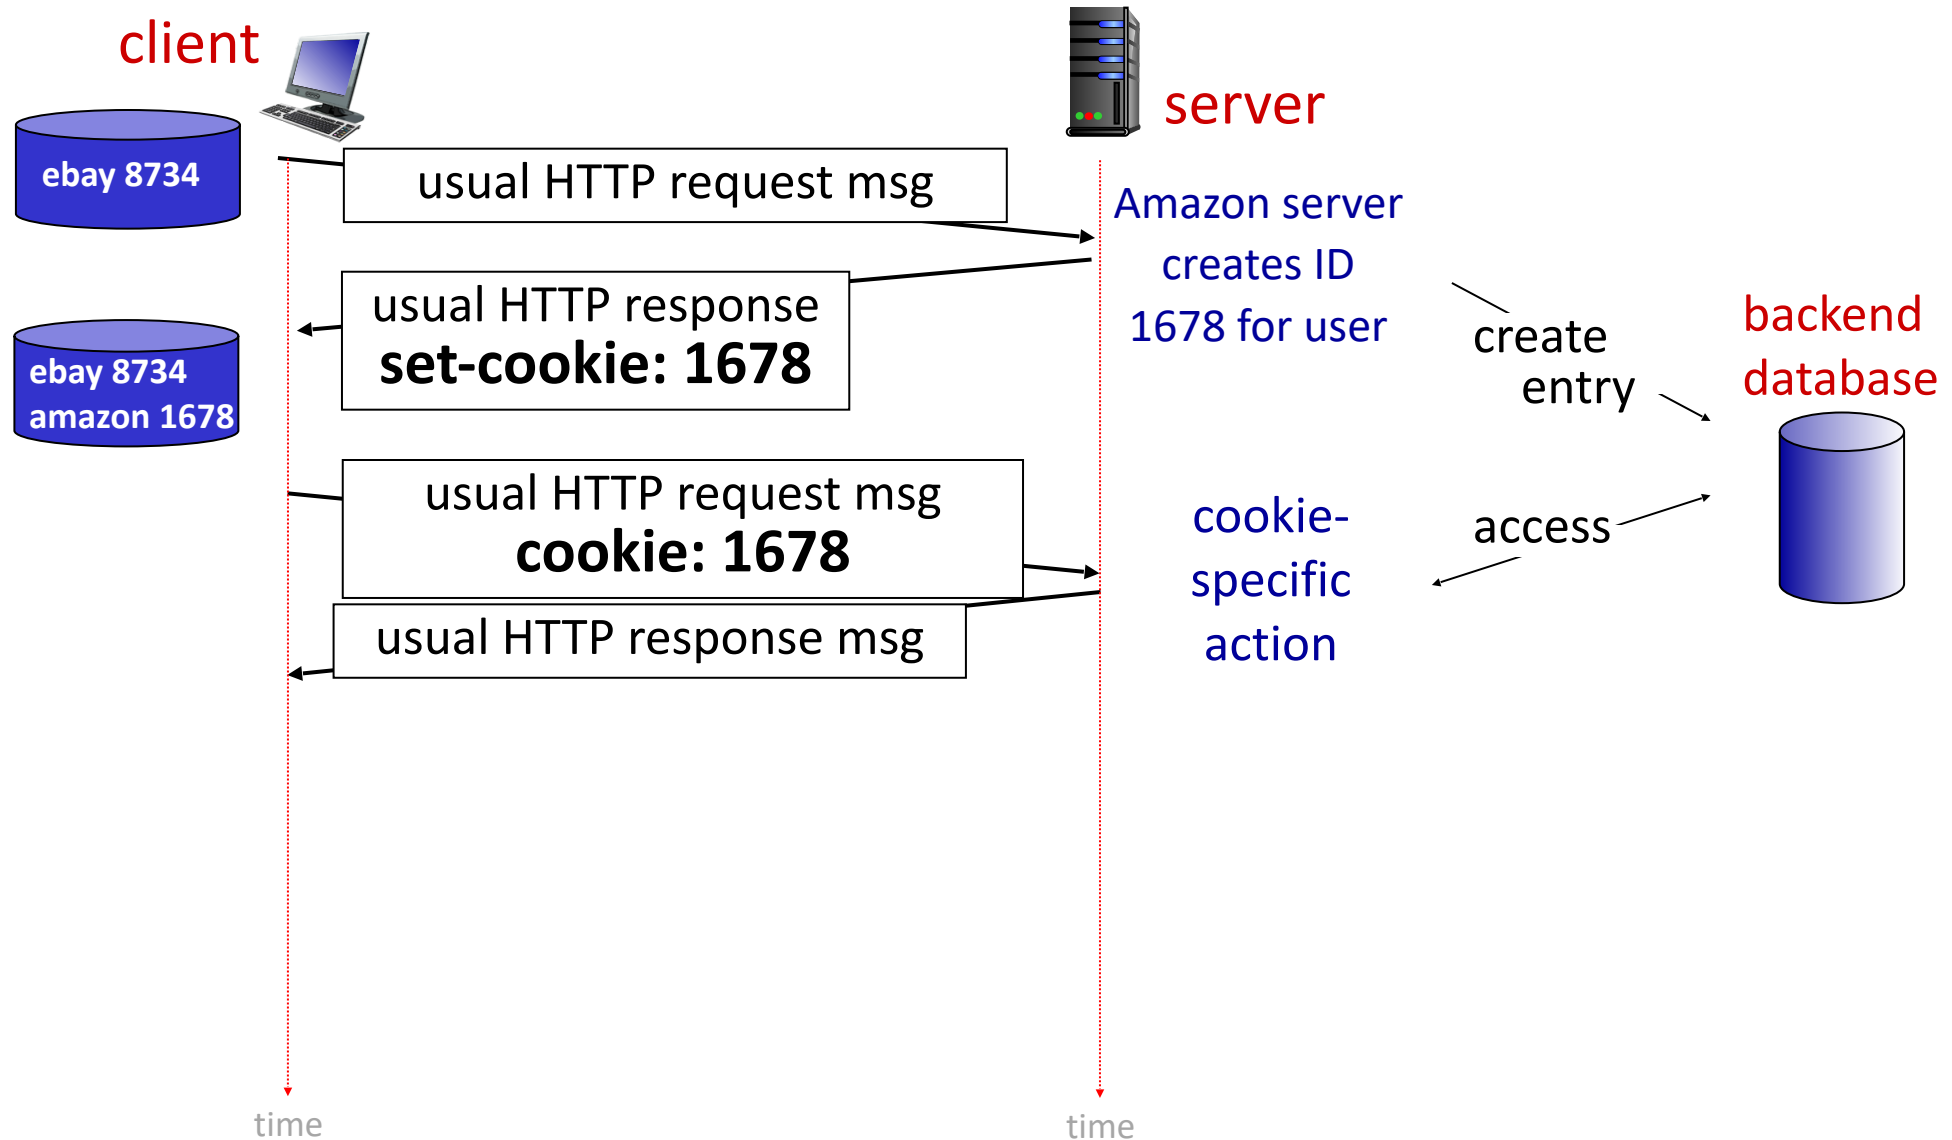 client
server
ebay 8734
usual HTTP request msg
Amazon server
creates ID
1678 for user
usual HTTP response
set-cookie: 1678
create
entry
backend
database
ebay 8734
amazon 1678
usual HTTP request msg
cookie: 1678
cookie-
specific
action
access
usual HTTP response msg
time
time